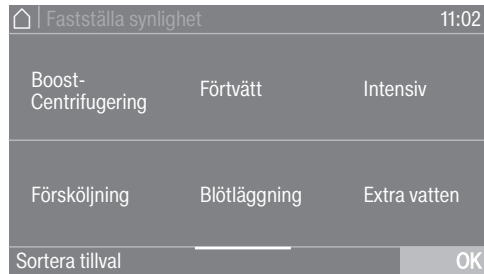 Fastställa synlighet 11:02
Boost-
Centrifugering
Förtvätt
Intensiv
Försköljning
Blötläggning
Extra vatten
Sortera tillval
OK